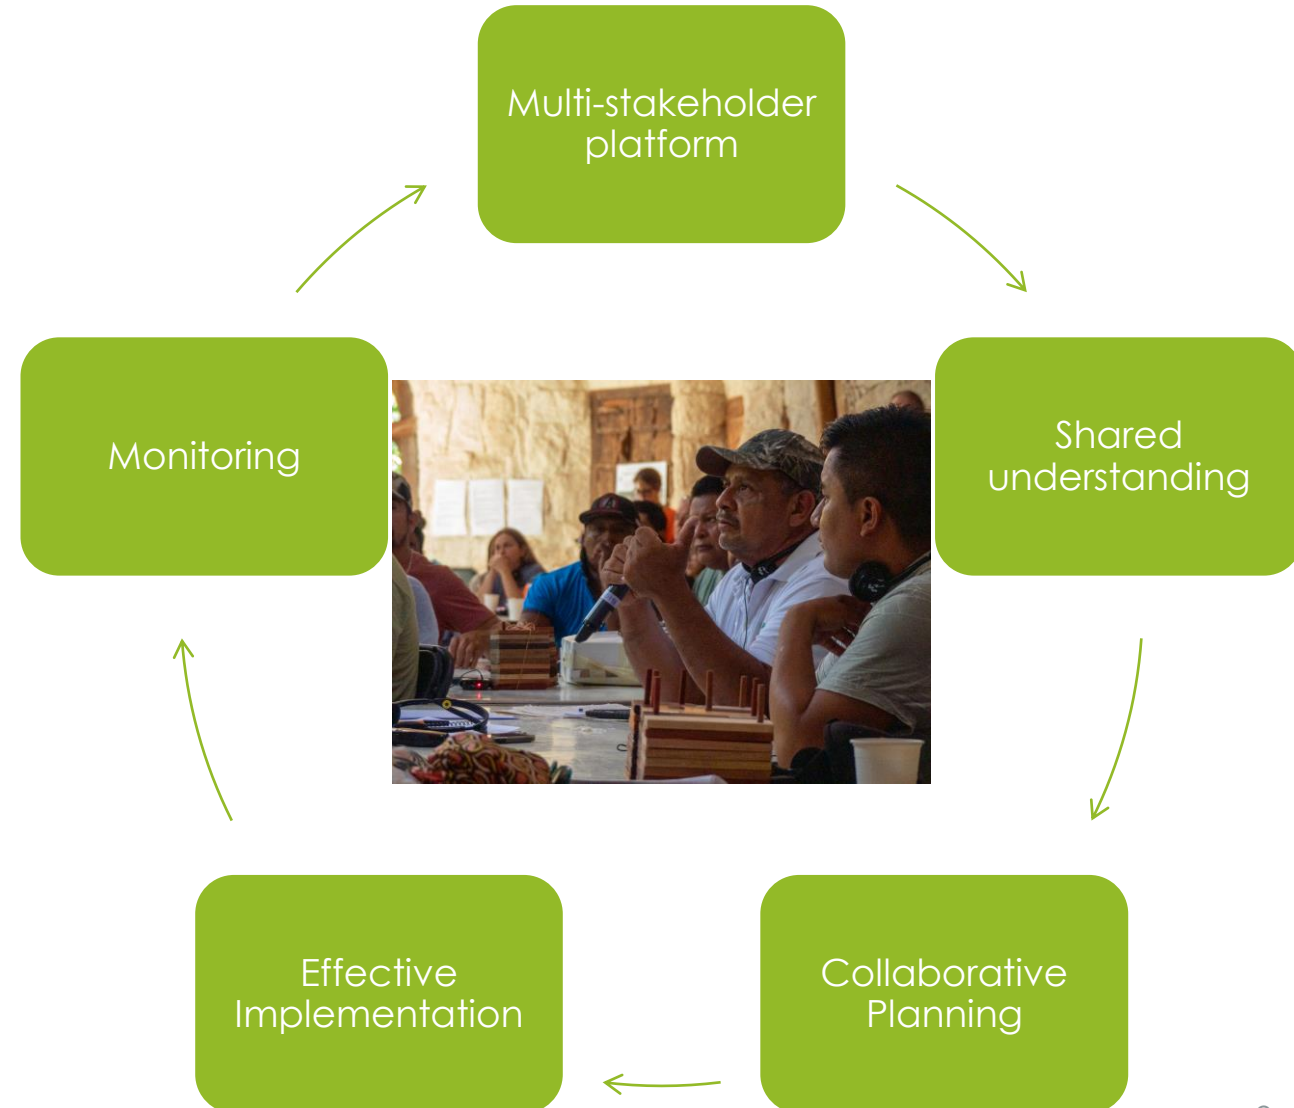 Multi-stakeholder
platform
Shared
understanding
Collaborative
Planning
Effective
Implementation
Monitoring